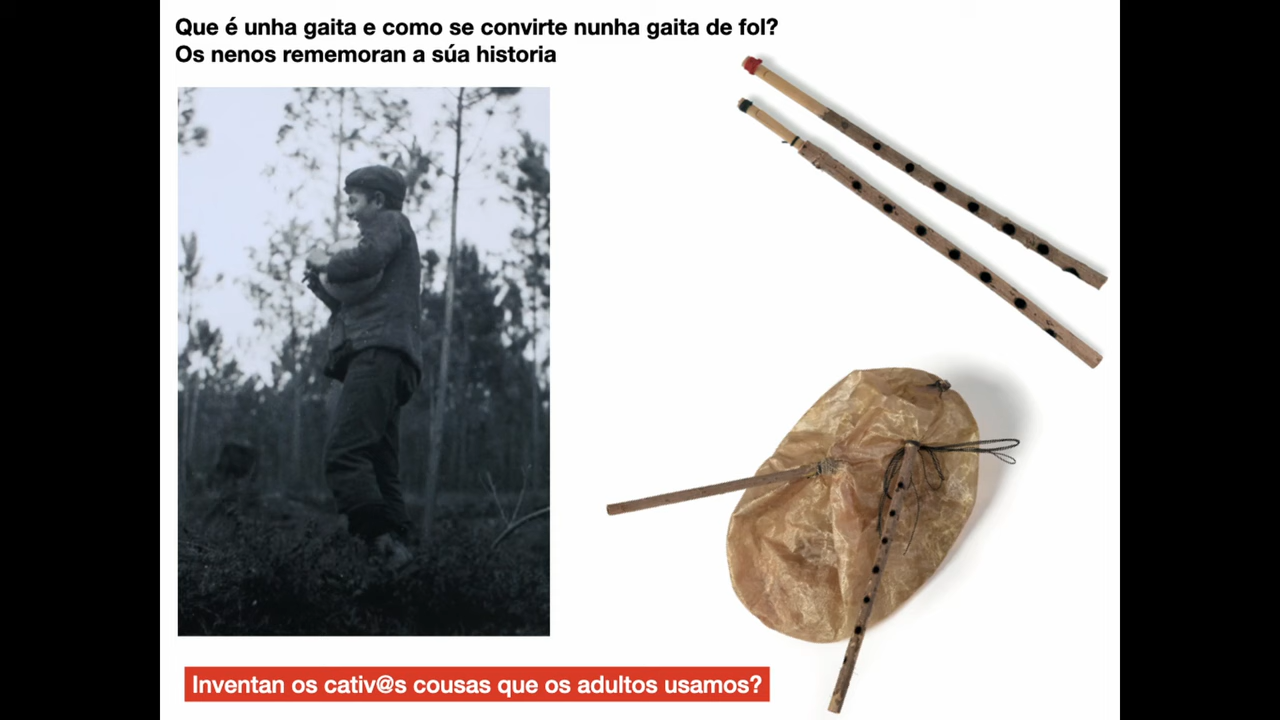 Que é unha gaita e como se convirte nunha gaita de fol?
Os nenos rememoran a súa historia
Inventan os cativ@s cousas que os adultos usamos?